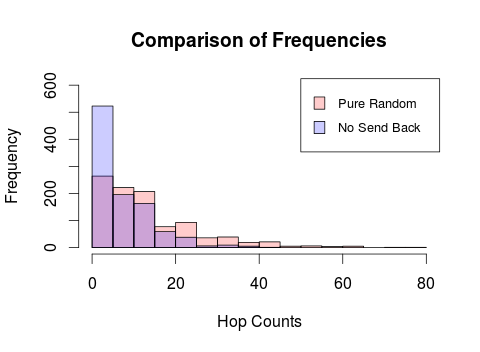 Comparison of Frequencies
Pure Random
No Send Back
Frequency
600
400
200
0
0 20 40 60 80
Hop Counts